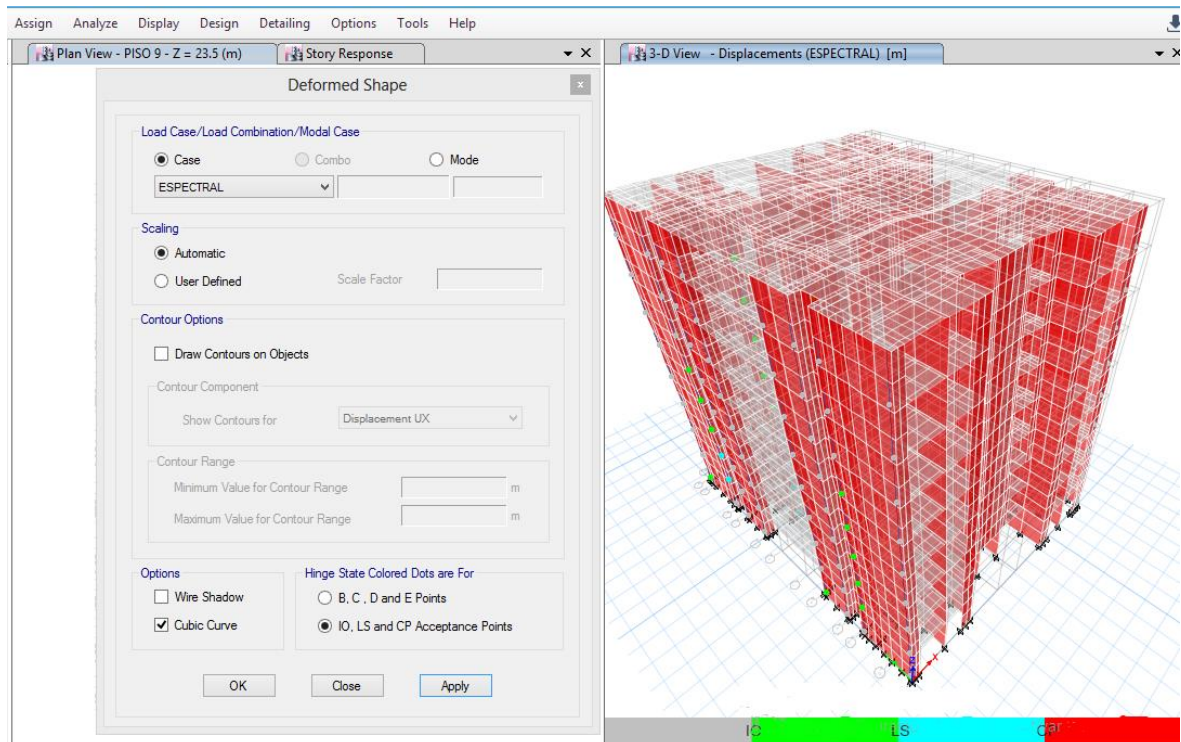 Assign Analyze Display Design Detailing Options Tools Help
Plan View - PISO 9 - Z = 23.5 (m) Story Response
3-D View - Displacements (ESPECTRAL) [m]
Deformed Shape
Load Case/Load Combination/Modal Case
Case Combo Mode
ESPECTRAL
Scaling
Automatic
User Defined Scale Factor
Contour Options
Draw Contours on Objects
Contour Component
Show Contours for Displacement UX
Contour Range
Minimum Value for Contour Range m
Maximum Value for Contour Range m
Options
Wire Shadow
Cubic Curve
Hinge State Colored Dots are For
B, C , D and E Points
IO, LS and CP Acceptance Points
OK Close Apply
X
Z
LS